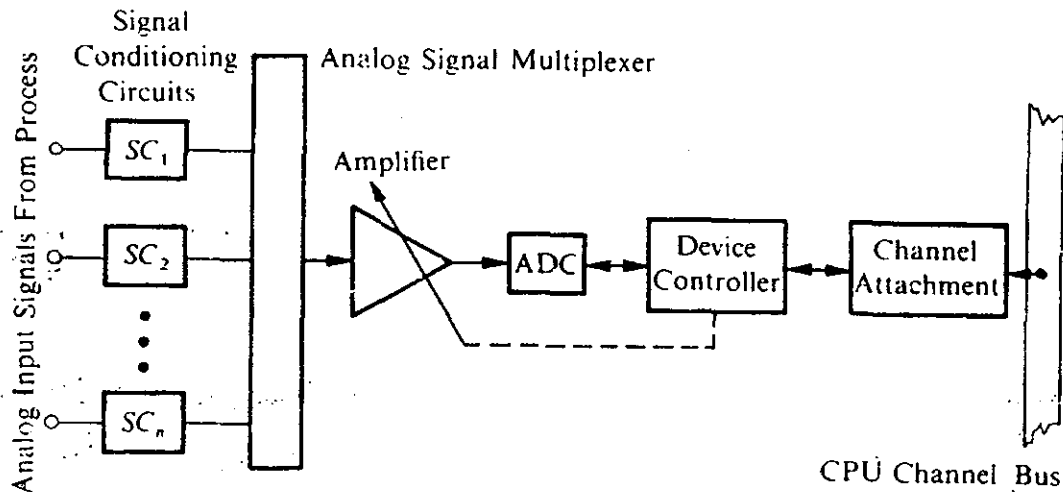 Signal
Conditioning
Circuits
Analog Signal Multiplexer
Analog Input Signals From Process
SC1
SC2
SCn
Amplifier
ADC
Device
Controller
Channel
Attachment
CPU Channel Bus